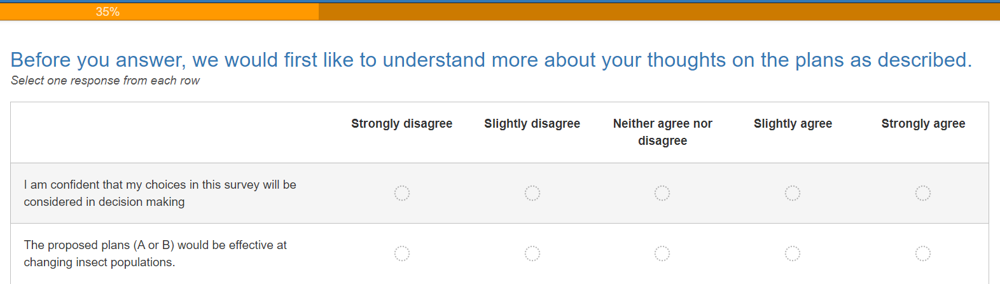 35%
Before you answer, we would first like to understand more about your thoughts on the plans as described.
Select one response from each row
Strongly disagree Slightly disagree Neither agree nor disagree Slightly agree Strongly agree
I am confident that my choices in this survey will be
considered in decision making
The proposed plans (A or B) would be effective at
changing insect populations.